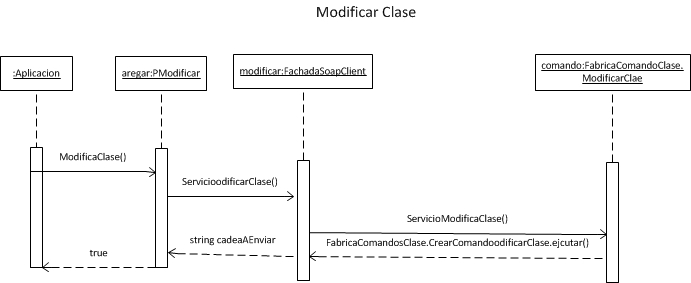 Modificar Clase
:Aplicacion
aregar:PModificar
modificar:FachadaSoapClient
comando:FabricaComandoClase.
ModificarClae
ModificaClase()
ServicioodificarClase()
ServicioModificaClase()
string cadeaAEnviar
FabricaComandosClase.CrearComandoodificarClase.ejcutar()
true